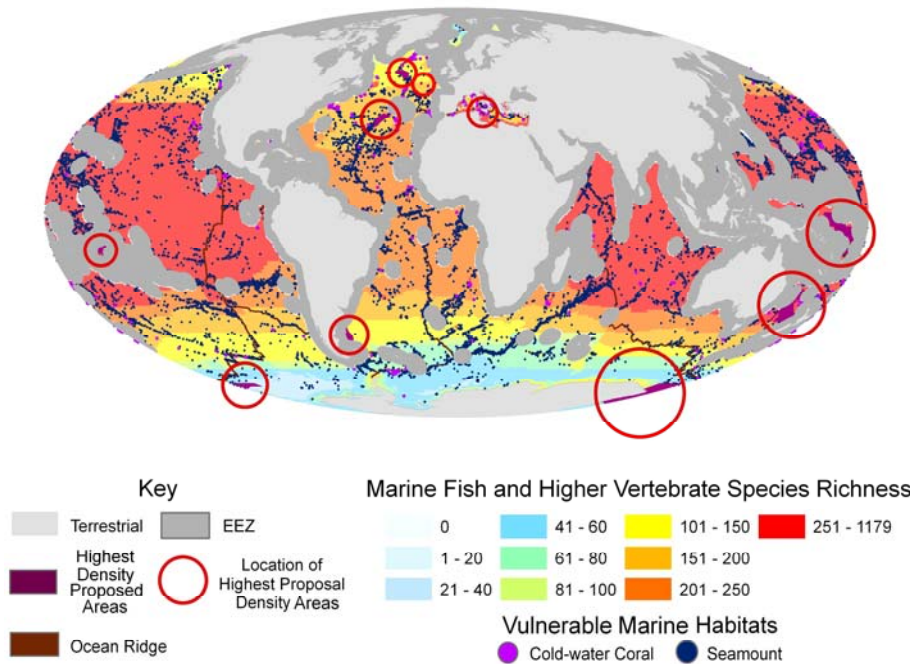 Key
Terrestrial
EEZ
Highest
Density
Proposed
Areas
Location of
Highest Proposal
Density Areas
Ocean Ridge
Marine Fish and Higher Vertebrate Species Richness
0
41 - 60
101 - 150
251 - 1179
1 - 20
61 - 80
151 - 200
21 - 40
81 - 100
201 - 250
Vulnerable Marine Habitats
Cold-water Coral
Seamount